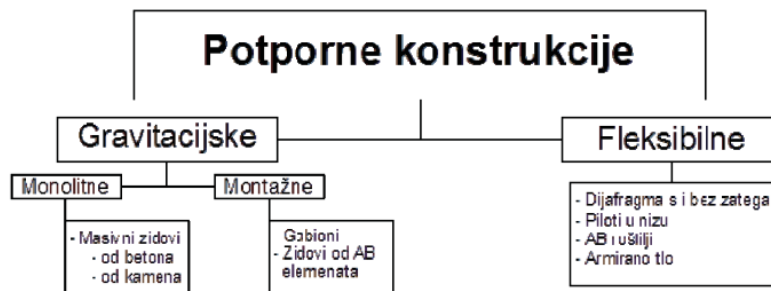 Potporne konstrukcije
Gravitacijske
Fleksibilne
Monolitne
Montažne
- Masivni zidovi
- od betona
- od kamena
Gabioni
- Zidovi od AB
elemenata
- Dijafragma s i bez zatega
- Piloti u nizu
- AB
- Armirano tlo